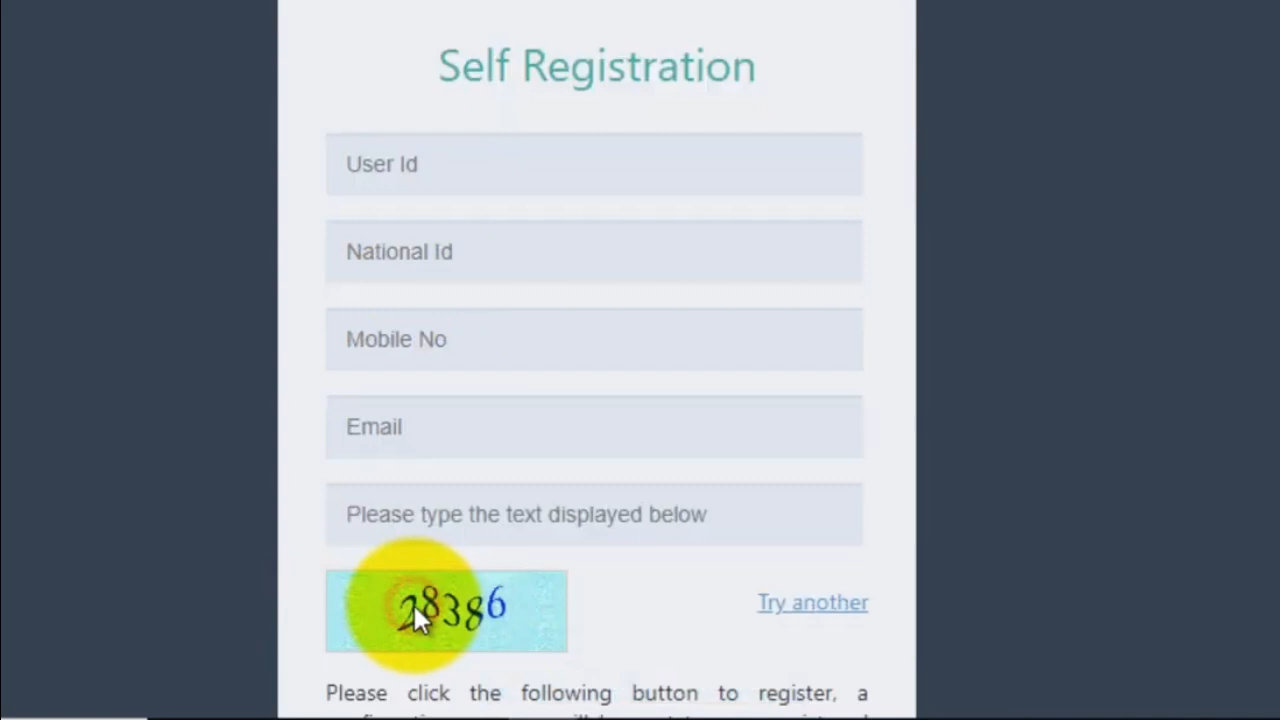 Self Registration
User Id
National Id
Mobile No
Email
Please type the text displayed below
28386
Try another
Please click the following button to register, a